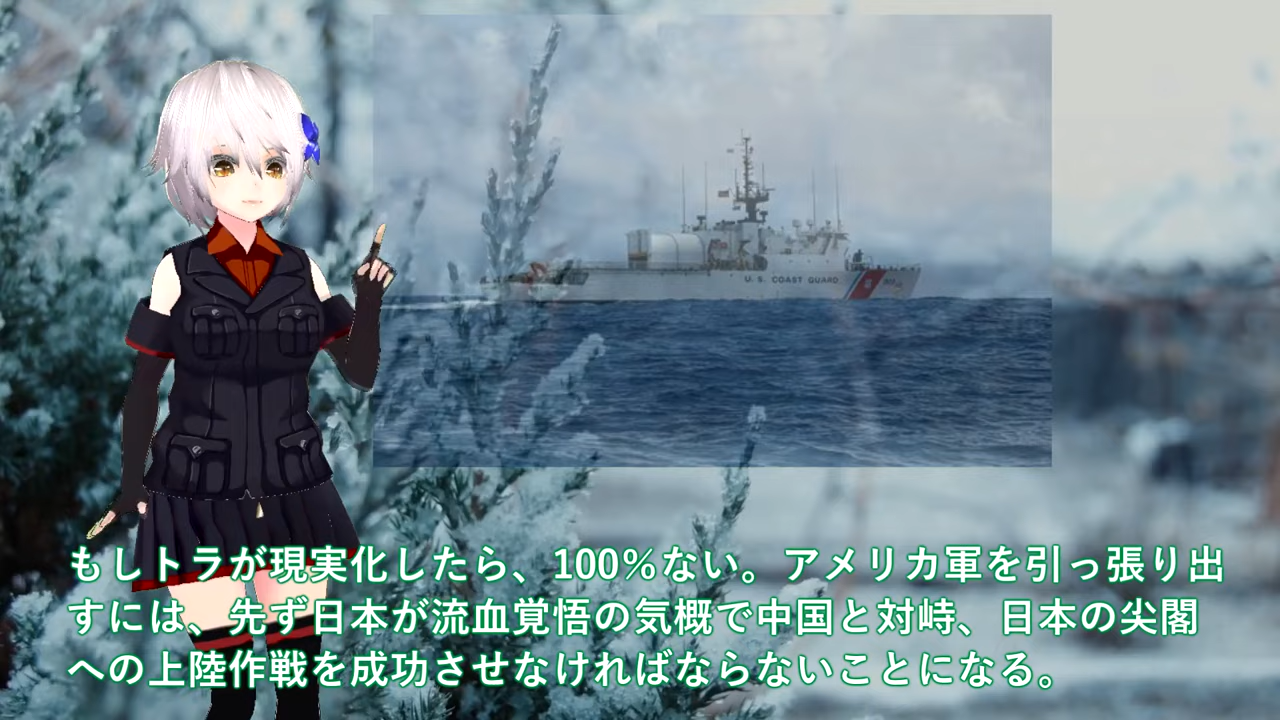 U.S. COAST GUARD
もしトラが現実化したら、100％ない。アメリカ軍を引っ張り出
すには、先ず日本が流血覚悟の気概で中国と対峙、日本の尖閣
への上陸作戦を成功させなければならないことになる。